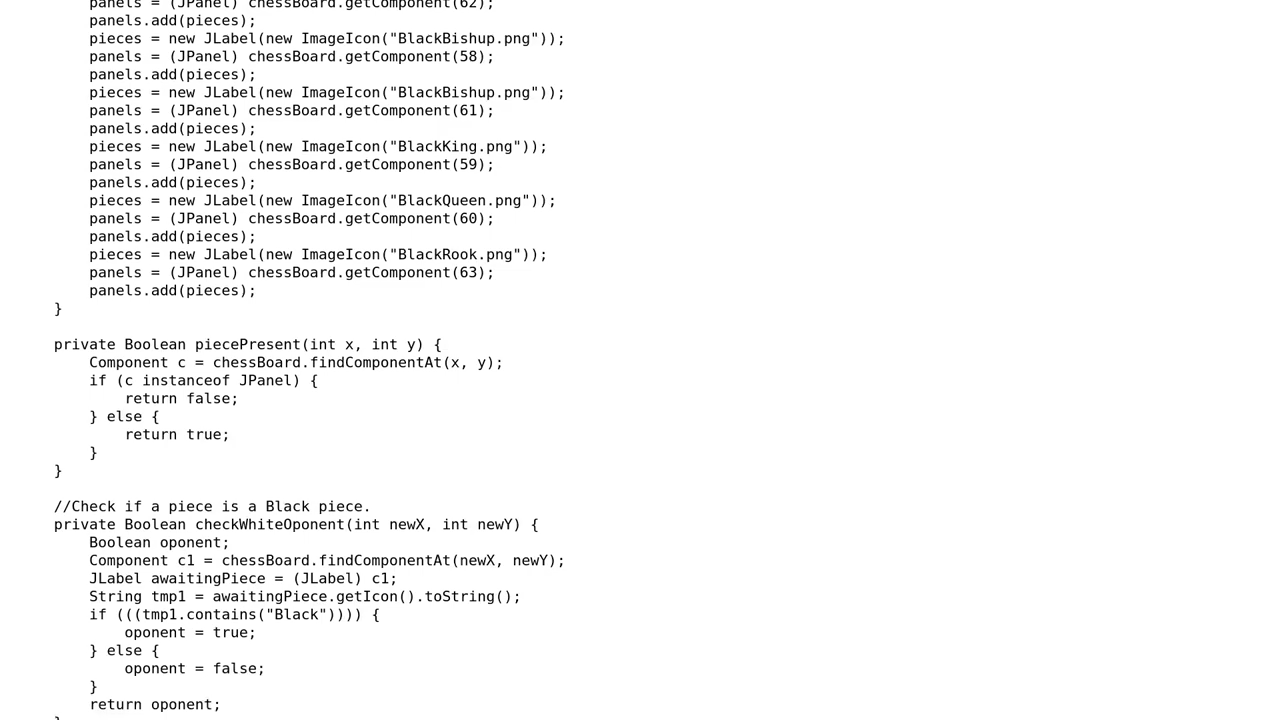 panels = (JPanel) chessBoard.getComponent(62);
panels.add(pieces);
pieces = new JLabel(new ImageIcon("BlackBishup.png"));
panels = (JPanel) chessBoard.getComponent(58);
panels.add(pieces);
pieces = new JLabel(new ImageIcon("BlackBishup.png"));
panels = (JPanel) chessBoard.getComponent(61);
panels.add(pieces);
pieces = new JLabel(new ImageIcon("BlackKing.png"));
panels = (JPanel) chessBoard.getComponent(59);
panels.add(pieces);
pieces = new JLabel(new ImageIcon("BlackQueen.png"));
panels = (JPanel) chessBoard.getComponent(60);
panels.add(pieces);
pieces = new JLabel(new ImageIcon("BlackRook.png"));
panels = (JPanel) chessBoard.getComponent(63);
panels.add(pieces);
}
private Boolean piecePresent(int x, int y) {
Component c = chessBoard.findComponentAt(x, y);
if (c instanceof JPanel) {
return false;
} else {
return true;
}
}
//Check if a piece is a Black piece.
private Boolean checkWhiteOponent(int newX, int newY) {
Boolean oponent;
Component c1 = chessBoard.findComponentAt(newX, newY);
JLabel awaitingPiece = (JLabel) c1;
String tmp1 = awaitingPiece.getIcon().toString();
if (((tmp1.contains("Black")))) {
oponent = true;
} else {
oponent = false;
}
return oponent;
}